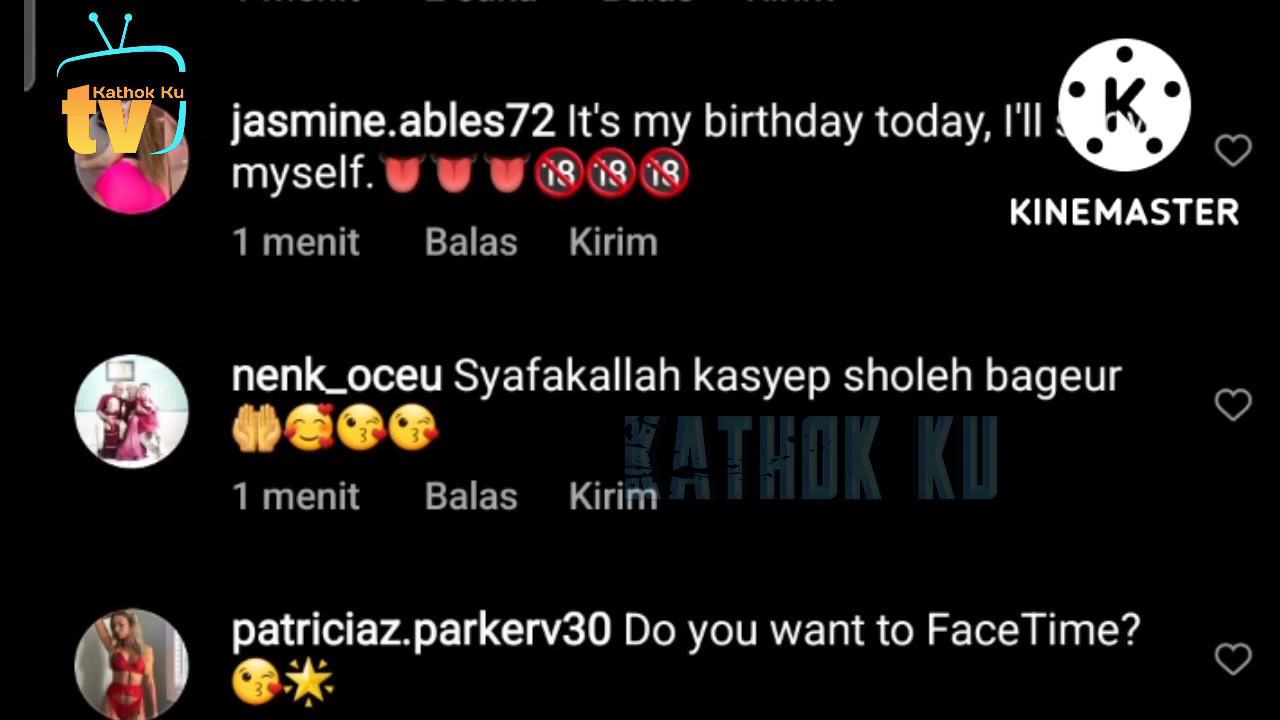 Kathok Ku
tv
jasmine.ables72 It's my birthday today, I'll
myself.👅👅👅🔞🔞🔞
1 menit Balas Kirim
K
KINEMASTER
nenk_oceu Syafakallah kasyep sholeh bageur
🤲🥰😘😘
1 menit Balas Kirim
KATHOK KU
patriciaz.parkerv30 Do you want to FaceTime?
😘🌟